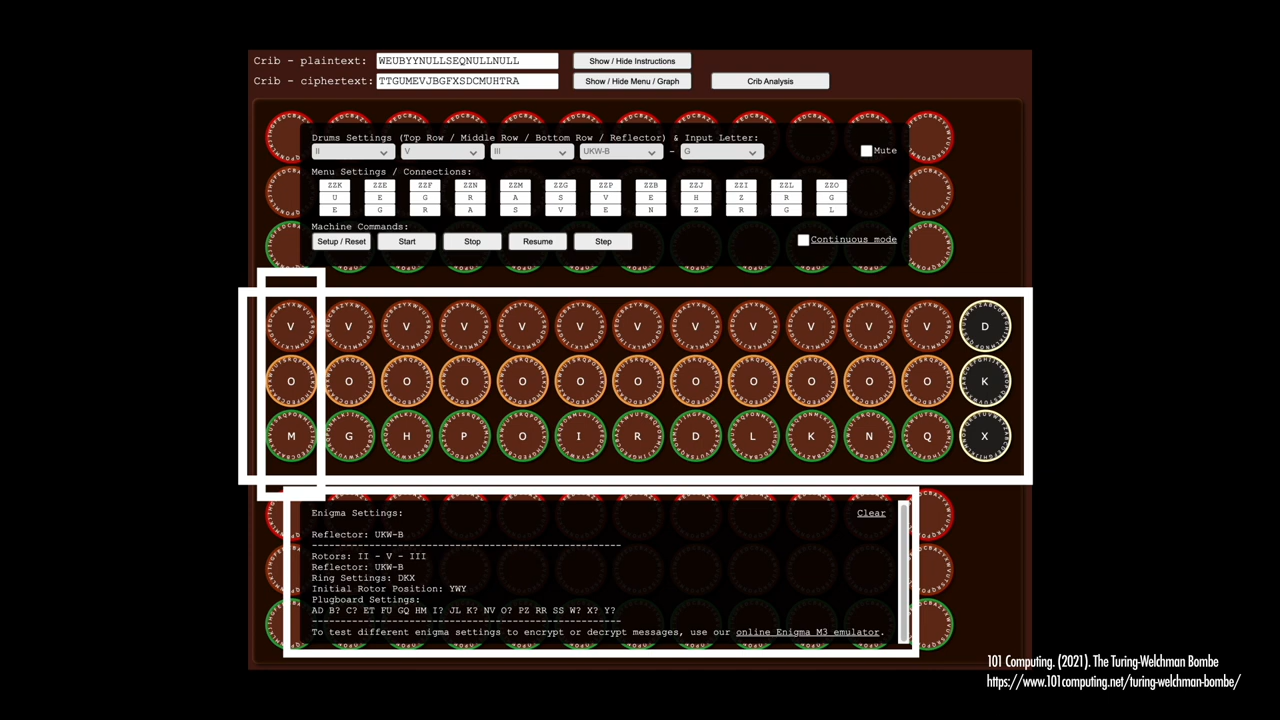 Crib - plaintext: WEUBYYNULLSEQNULLNULL Show / Hide Instructions
Crib - ciphertext: TTGUMEVJBGFXSDCMUHTRA Show / Hide Menu / Graph Crib Analysis
Drums Settings (Top Row / Middle Row / Bottom Row / Reflector) & Input Letter:
II V III UKW-B - G Mute
Menu Settings / Connections:
ZZK ZZE ZZF ZZN ZZM ZZG ZZP ZZB ZZJ ZZI ZZL ZZO
U E G R A S V E H Z R G
E G R A S V E N Z R G L
Machine Commands:
Setup / Reset Start Stop Resume Step Continuous mode
V V V V V V V V V V V V D
O O O O O O O O O O O O K
M G H P O I R D L K N Q X
Enigma Settings: Clear
Reflector: UKW-B
---------------------------------------------------
Rotors: II - V - III
Reflector: UKW-B
Ring Settings: DKX
Initial Rotor Position: YWY
Plugboard Settings:
AD B? C? ET FU GQ HM I? JL K? NV O? PZ RR SS W? X? Y?
---------------------------------------------------
To test different enigma settings to encrypt or decrypt messages, use our online Enigma M3 emulator.
101 Computing. (2021). The Turing-Welchman Bombe
https://www.101computing.net/turing-welchman-bombe/